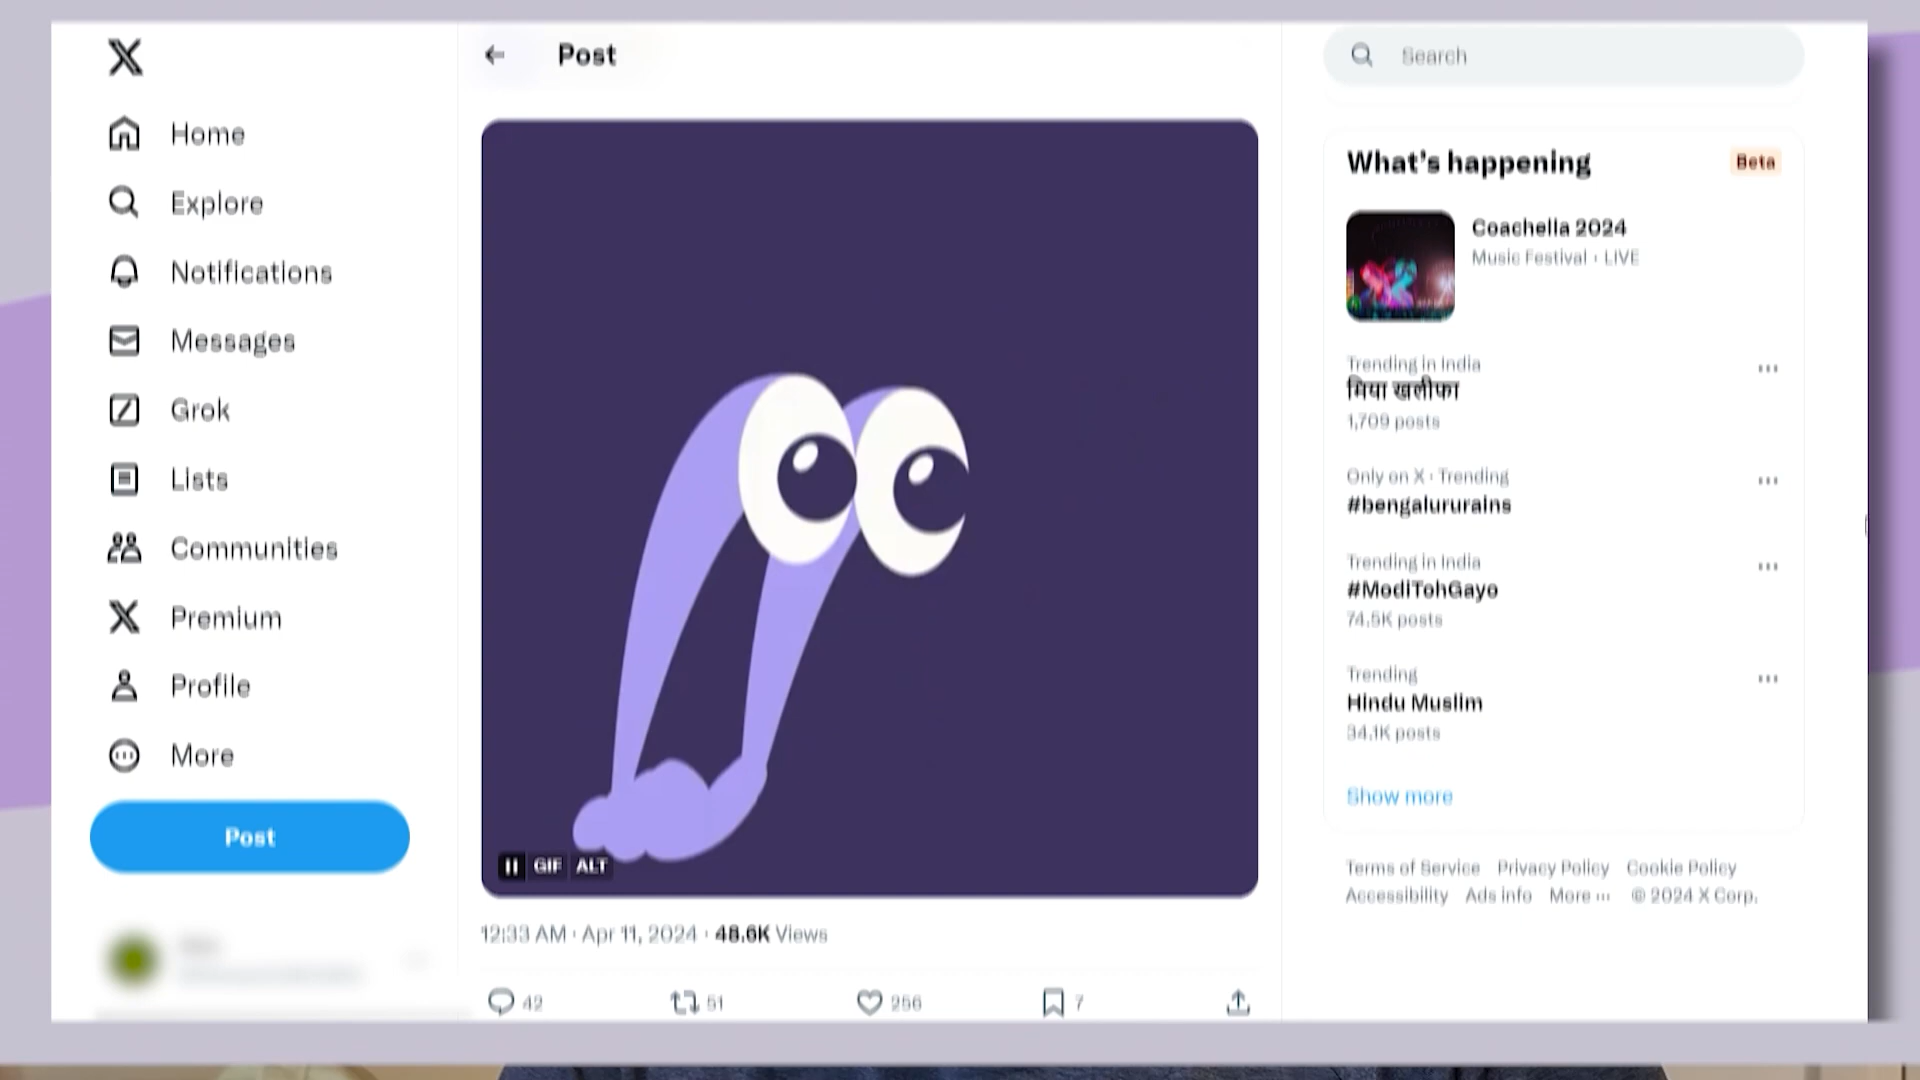 Home
Explore
Notifications
Messages
Grok
Lists
Communities
Premium
Profile
More
Post
Post
GIF ALT
12:33 AM · Apr 11, 2024 · 48.6K Views
42
51
256
7
Search
What's happening
Beta
Coachella 2024
Music Festival · LIVE
Trending in India
मिया खलीफा
1,709 posts
Only on X · Trending
#bengalururains
Trending in India
#ModiTohGayo
74.5K posts
Trending
Hindu Muslim
34.1K posts
Show more
Terms of Service Privacy Policy Cookie Policy
Accessibility Ads info More ··· © 2024 X Corp.